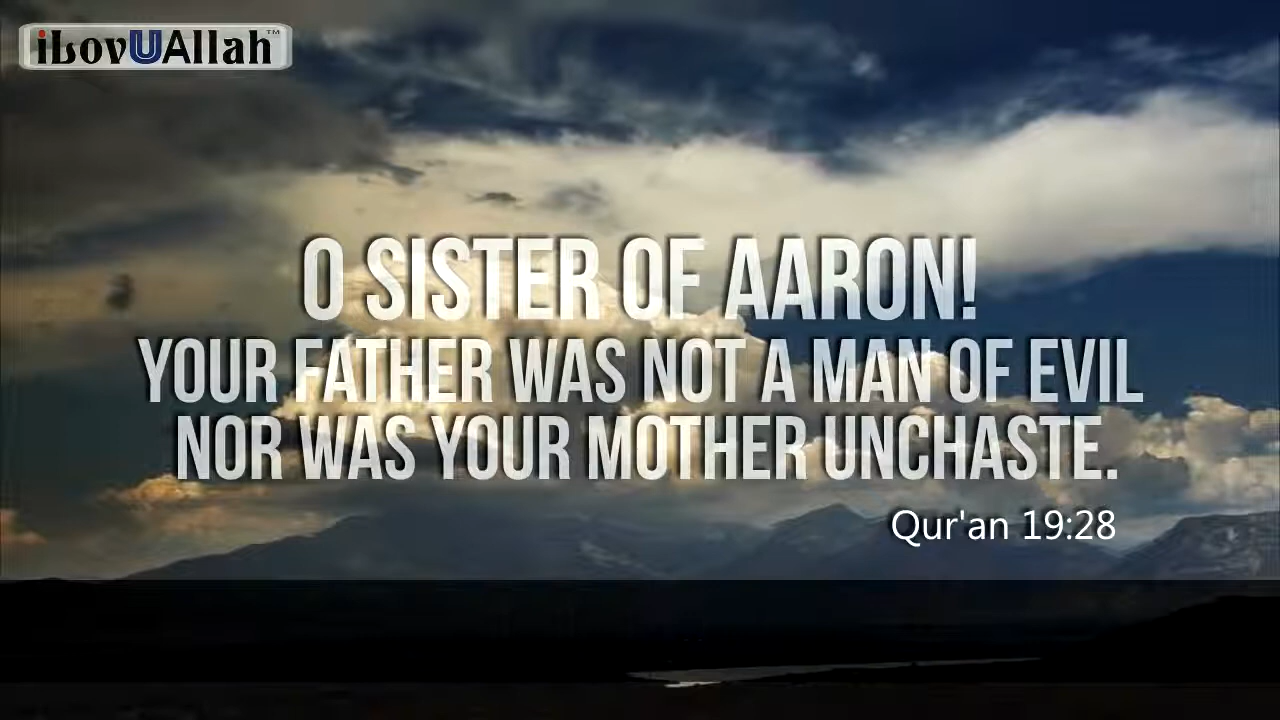 iLovUAllah™
O SISTER OF AARON!
YOUR FATHER WAS NOT A MAN OF EVIL
NOR WAS YOUR MOTHER UNCHASTE.
Qur'an 19:28